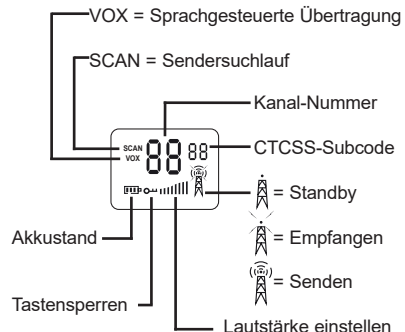 VOX = Sprachgesteuerte Übertragung
SCAN = Sendersuchlauf
Kanal-Nummer
SCAN
VOX
88 88
CTCSS-Subcode
= Standby
= Empfangen
= Senden
Akkustand
Tastensperren
Lautstärke einstellen